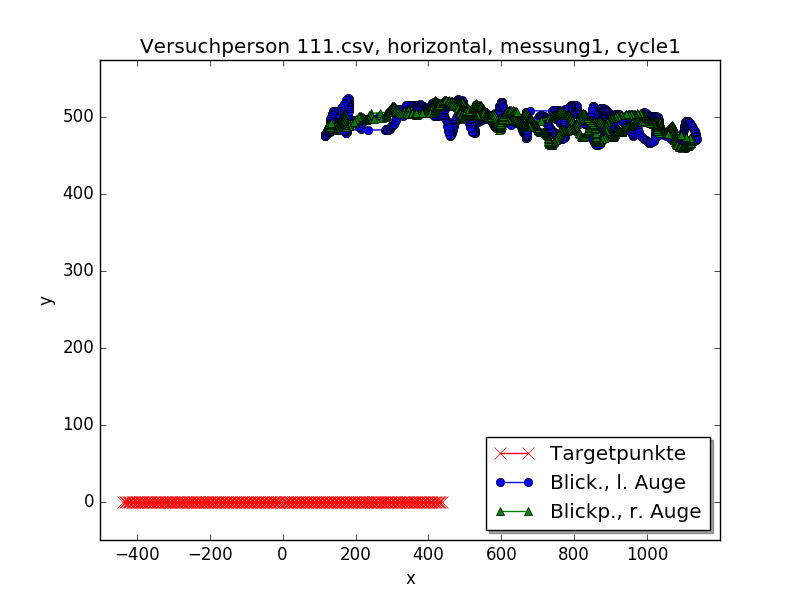 Versuchperson 111.csv, horizontal, messung1, cycle1
500
400
300
200
100
0
y
−400 −200 0 200 400 600 800 1000
x
Targetpunkte
Blick., l. Auge
Blickp., r. Auge